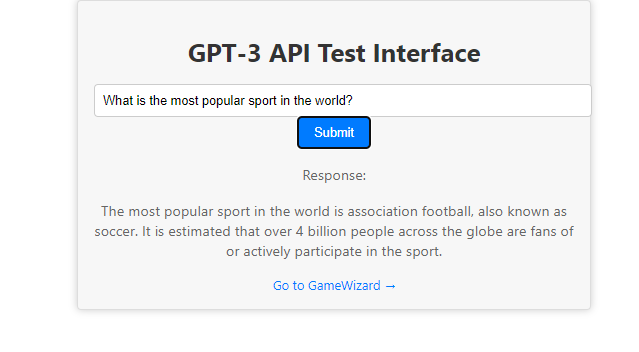 GPT-3 API Test Interface
What is the most popular sport in the world?
Submit
Response:
The most popular sport in the world is association football, also known as
soccer. It is estimated that over 4 billion people across the globe are fans of
or actively participate in the sport.
Go to GameWizard →